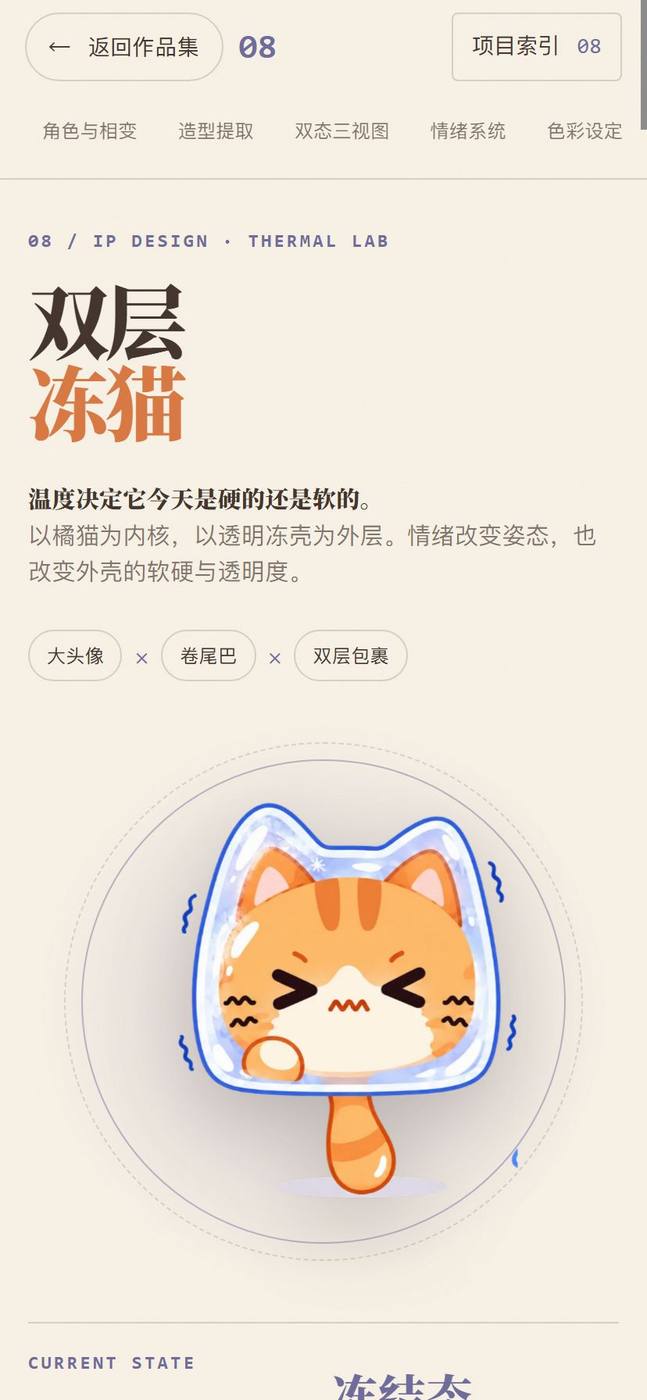 ← 返回作品集 08 项目索引 08
角色与相变 造型提取 双态三视图 情绪系统 色彩设定
08 / IP DESIGN · THERMAL LAB
双层
冻猫
温度决定它今天是硬的还是软的。
以橘猫为内核，以透明冻壳为外层。情绪改变姿态，也
改变外壳的软硬与透明度。
大头像 × 卷尾巴 × 双层包裹
CURRENT STATE
冻结态